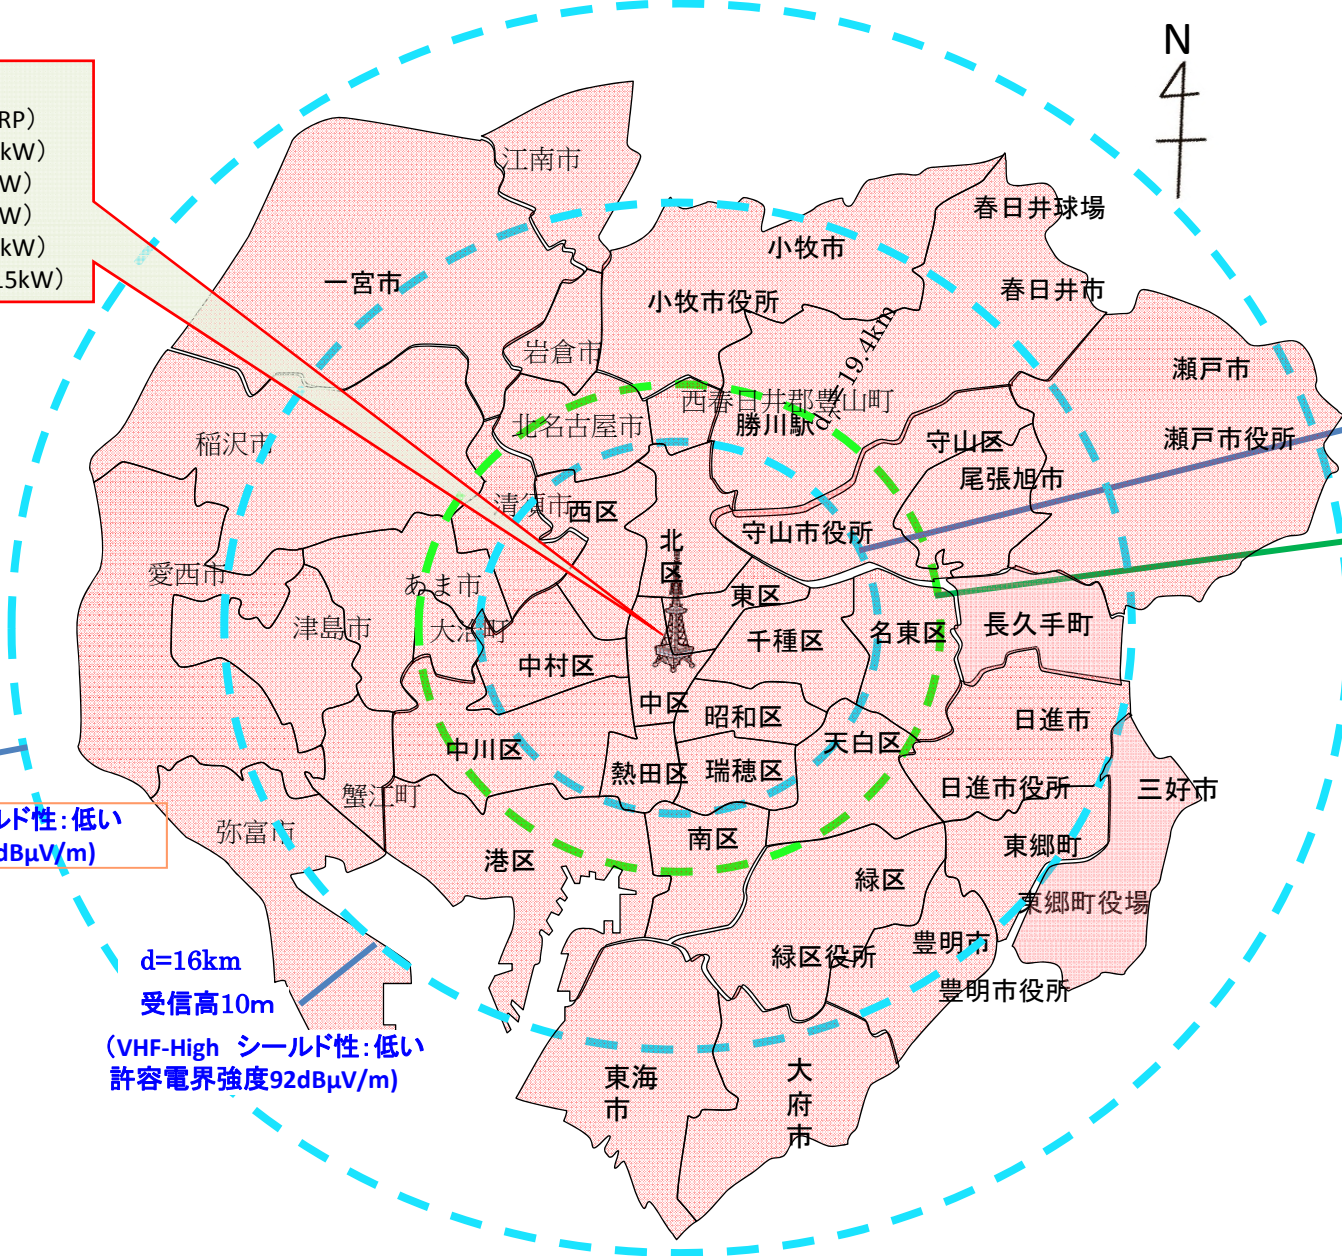 N
RP）
kW）
W）
W）
kW）
15kW）
江南市
春日井球場
小牧市
一宮市
春日井市
小牧市役所
岩倉市
瀬戸市
西春日井郡豊山町
勝川駅
北名古屋市
瀬戸市役所
守山区
稲沢市
尾張旭市
清須市
西区
守山市役所
北区
愛西市
あま市
東区
津島市
大治町
千種区
名東区
長久手町
中村区
中区
昭和区
日進市
天白区
中川区
熱田区
瑞穂区
日進市役所
三好市
蟹江町
ルド性：低い
dBμV/m)
弥富市
南区
東郷町
港区
緑区
東郷町役場
豊明市
緑区役所
d=16km
受信高10m
豊明市役所
（VHF-High シールド性：低い
許容電界強度92dBμV/m)
東海市
大府市